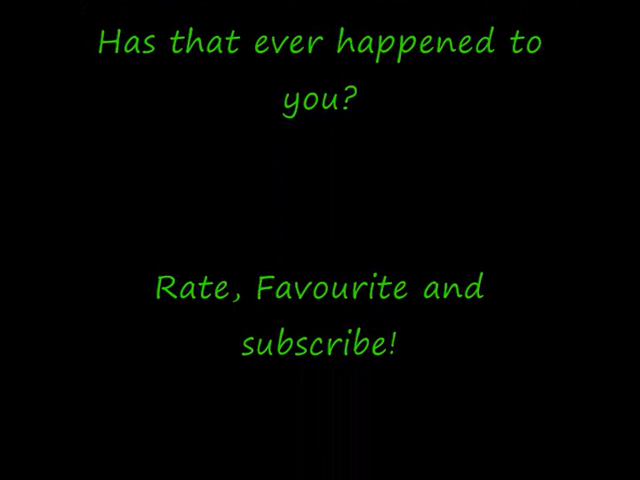 Has that ever happened to
you?
Rate, Favourite and
subscribe!